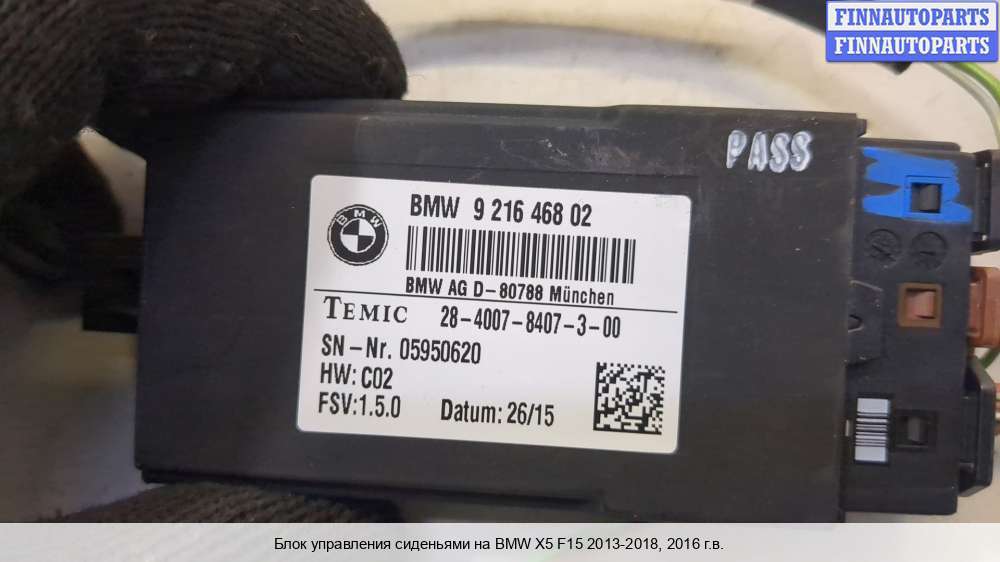 FINNAUTOPARTS
FINNAUTOPARTS
PASS
BMW 9 216 468 02
BMW
BMW AG D-80788 München
TEMIC 28-4007-8407-3-00
SN-Nr. 05950620
HW: C02
FSV:1.5.0 Datum: 26/15
Блок управления сиденьями на BMW X5 F15 2013-2018, 2016 г.в.